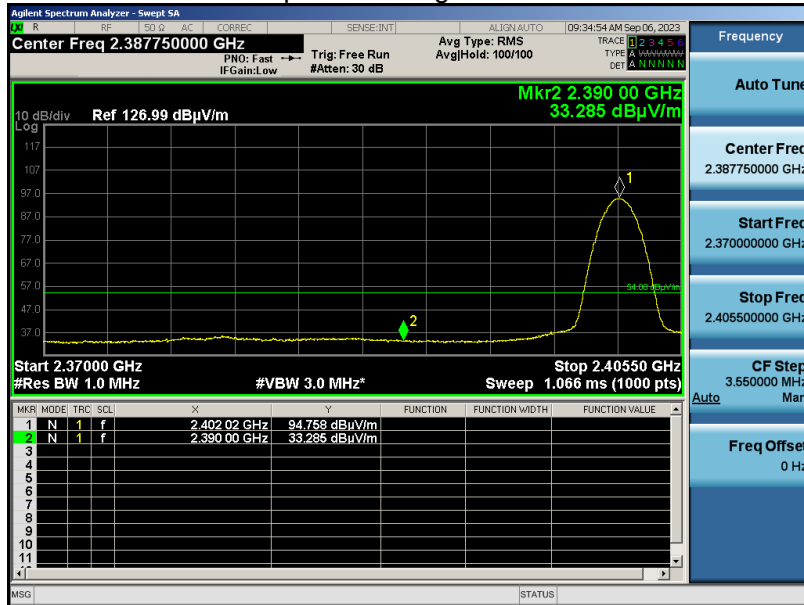 Agilent Spectrum Analyzer - Swept SA
LXI R RF 50 Ω AC CORREC SENSE:INT ALIGN AUTO 09:34:54 AM Sep 06, 2023
Center Freq 2.387750000 GHz
PNO: Fast
IFGain:Low
Trig: Free Run
#Atten: 30 dB
Avg Type: RMS
Avg|Hold: 100/100
TRACE 1 2 3 4 5 6
TYPE A
DET A N N N N N
Mkr2 2.390 00 GHz
33.285 dBμV/m
10 dB/div Ref 126.99 dBμV/m
Log
117
107
97.0
87.0
77.0
67.0
57.0
47.0
37.0
1
54.00 dBμV/m
2
Start 2.37000 GHz Stop 2.40550 GHz
#Res BW 1.0 MHz #VBW 3.0 MHz* Sweep 1.066 ms (1000 pts)
MKR MODE TRC SCL X Y FUNCTION FUNCTION WIDTH FUNCTION VALUE
1 N 1 f 2.402 02 GHz 94.758 dBμV/m
2 N 1 f 2.390 00 GHz 33.285 dBμV/m
3
4
5
6
7
8
9
10
11
MSG STATUS
Frequency
Auto Tune
Center Freq
2.387750000 GHz
Start Freq
2.370000000 GHz
Stop Freq
2.405500000 GHz
CF Step
3.550000 MHz
Auto Man
Freq Offset
0 Hz